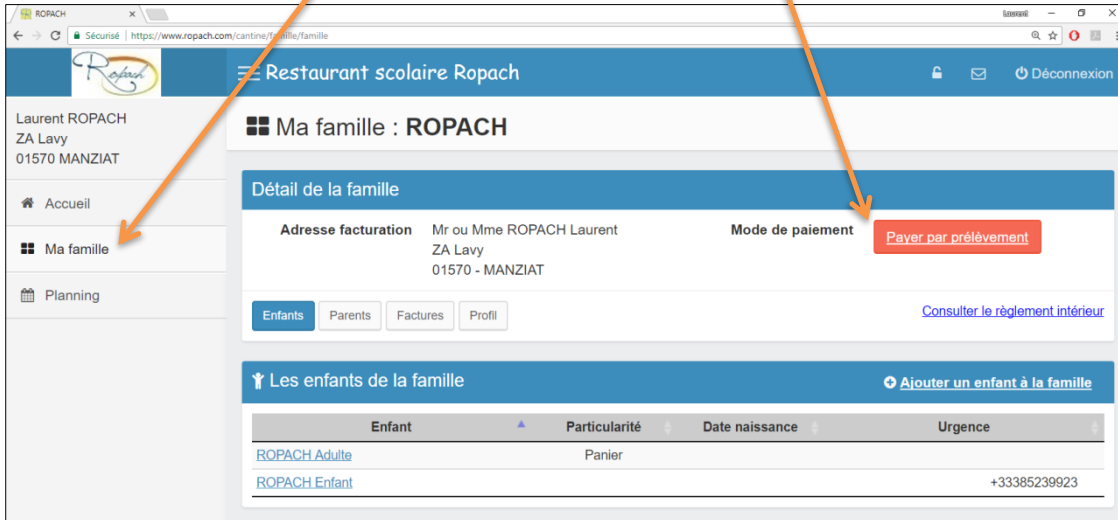 ROPACH
Laurent
Sécurisé | https://www.ropach.com/cantine/famille/famille
Ropach
Restaurant scolaire Ropach
Déconnexion
Laurent ROPACH
ZA Lavy
01570 MANZIAT
Accueil
Ma famille
Planning
Ma famille : ROPACH
Détail de la famille
Adresse facturation Mr ou Mme ROPACH Laurent
ZA Lavy
01570 - MANZIAT
Mode de paiement Payer par prélèvement
Enfants Parents Factures Profil
Consulter le règlement intérieur
Les enfants de la famille
Ajouter un enfant à la famille
Enfant Particularité Date naissance Urgence
ROPACH Adulte Panier
ROPACH Enfant +33385239923